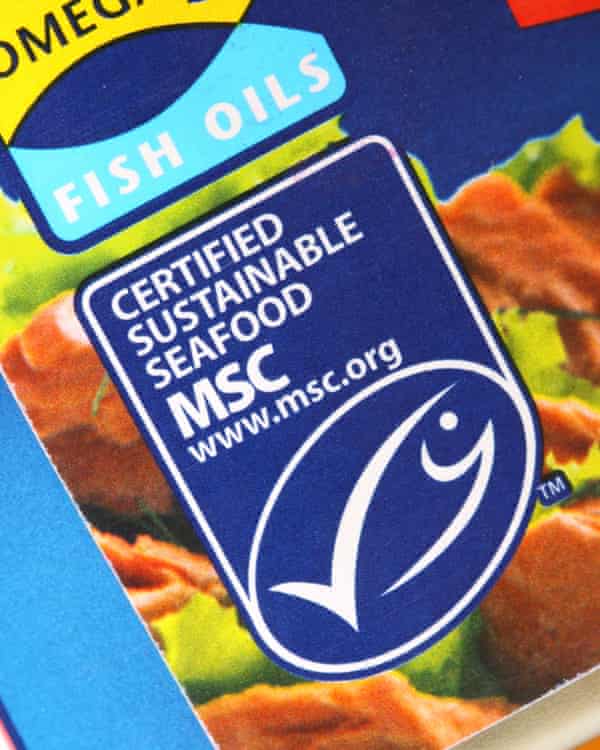 OMEGA
FISH OILS
CERTIFIED
SUSTAINABLE
SEAFOOD
MSC
www.msc.org
TM